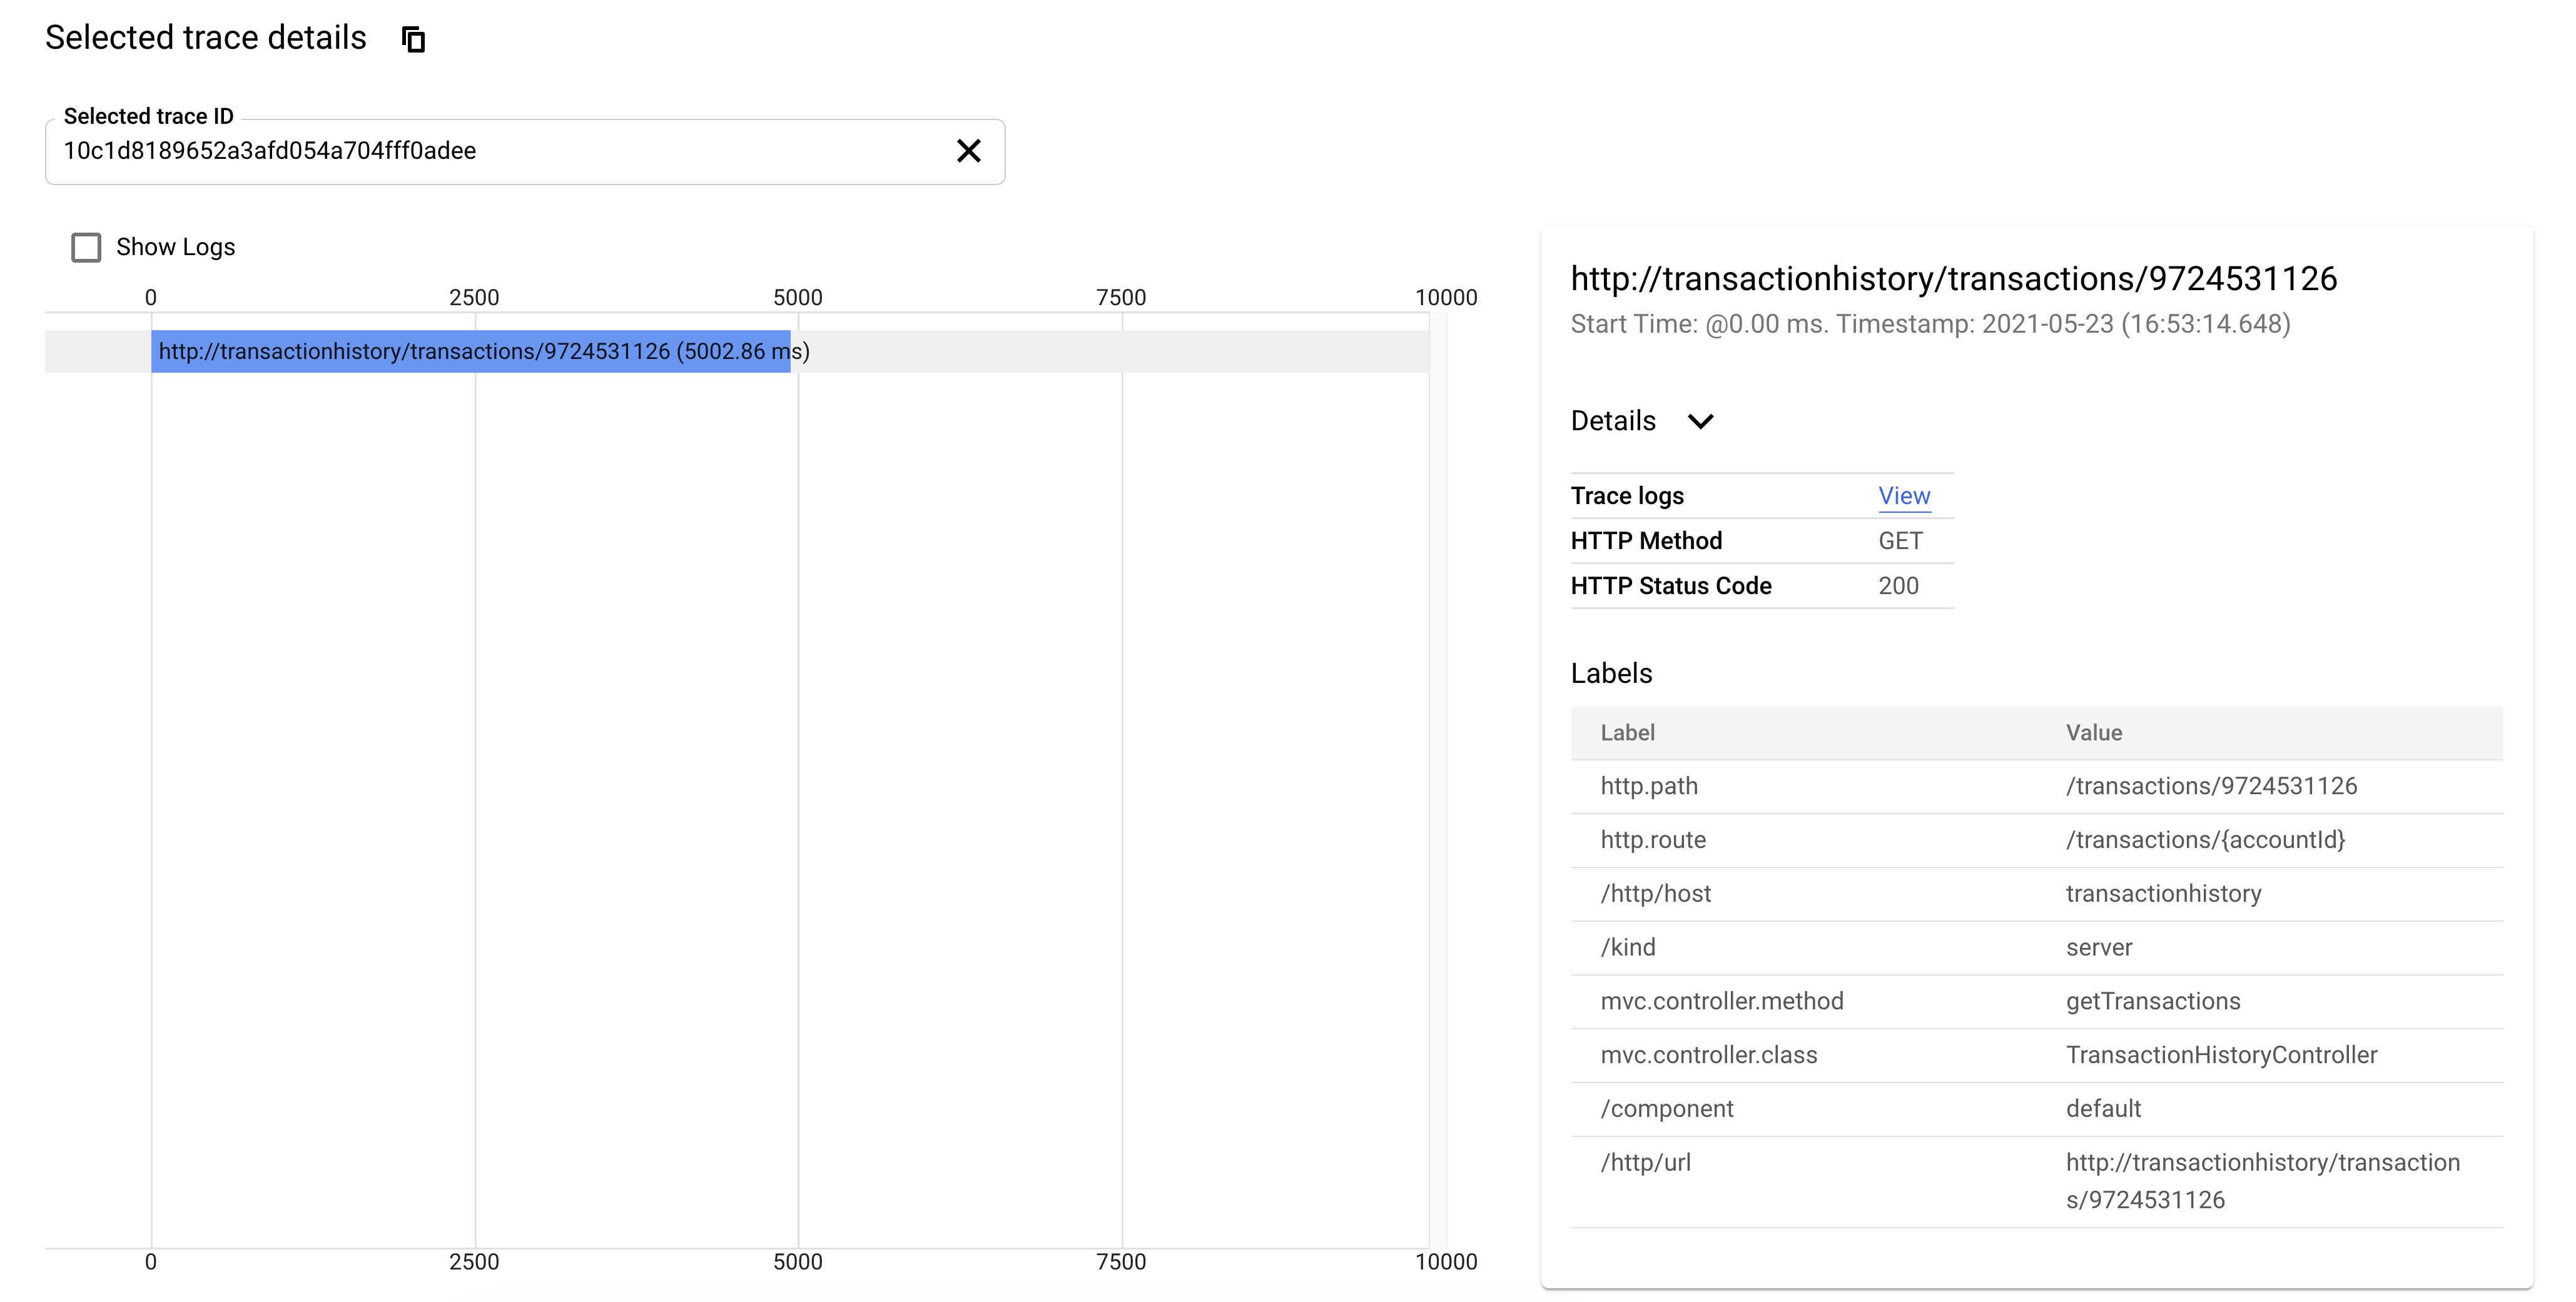 Selected trace details
Selected trace ID
10c1d8189652a3afd054a704fff0adee
Show Logs
0 2500 5000 7500 10000
http://transactionhistory/transactions/9724531126 (5002.86 ms)
0 2500 5000 7500 10000
http://transactionhistory/transactions/9724531126
Start Time: @0.00 ms. Timestamp: 2021-05-23 (16:53:14.648)
Details
Trace logs View
HTTP Method GET
HTTP Status Code 200
Labels
Label Value
http.path /transactions/9724531126
http.route /transactions/{accountId}
/http/host transactionhistory
/kind server
mvc.controller.method getTransactions
mvc.controller.class TransactionHistoryController
/component default
/http/url http://transactionhistory/transaction
s/9724531126